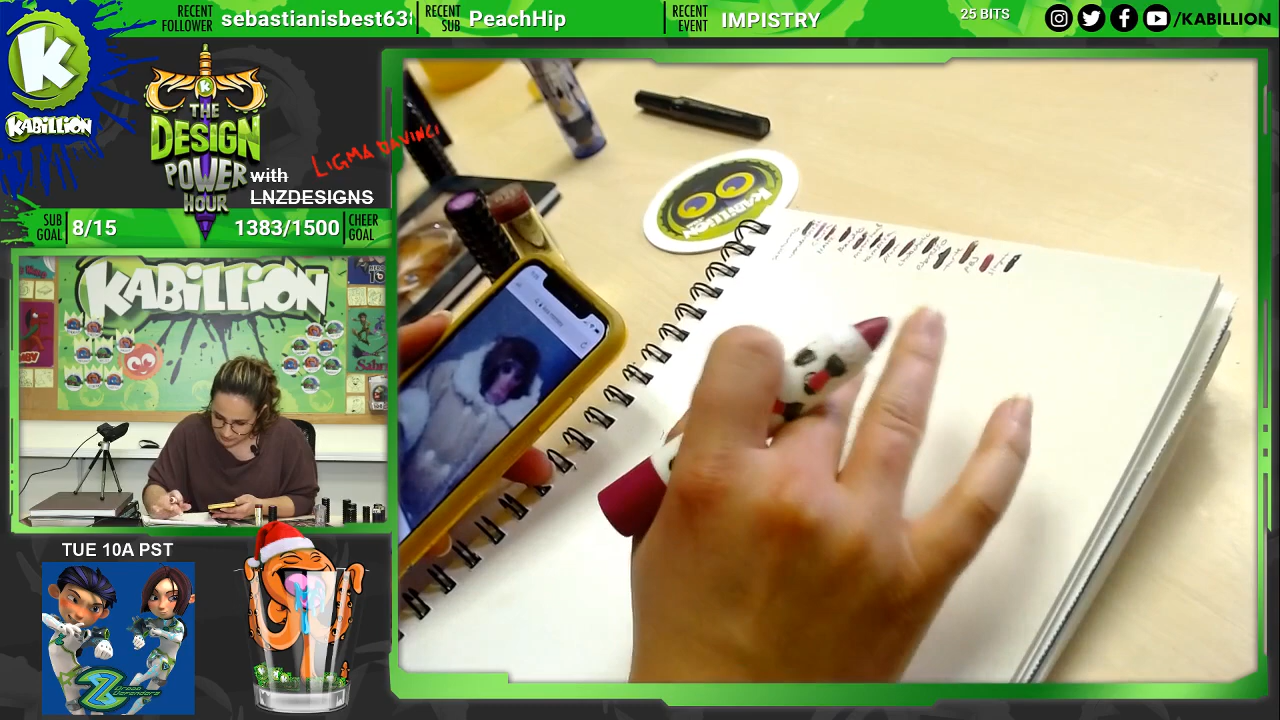 RECENT FOLLOWER sebastianisbest638
RECENT SUB PeachHip
RECENT EVENT IMPISTRY
25 BITS
/KABILLION
K
KABILLION
THE DESIGN POWER HOUR
with
LIGMA DAVINCI
LNZDESIGNS
SUB GOAL 8/15
1383/1500 CHEER GOAL
KABILLION
KABILLION
TUE 10A PST